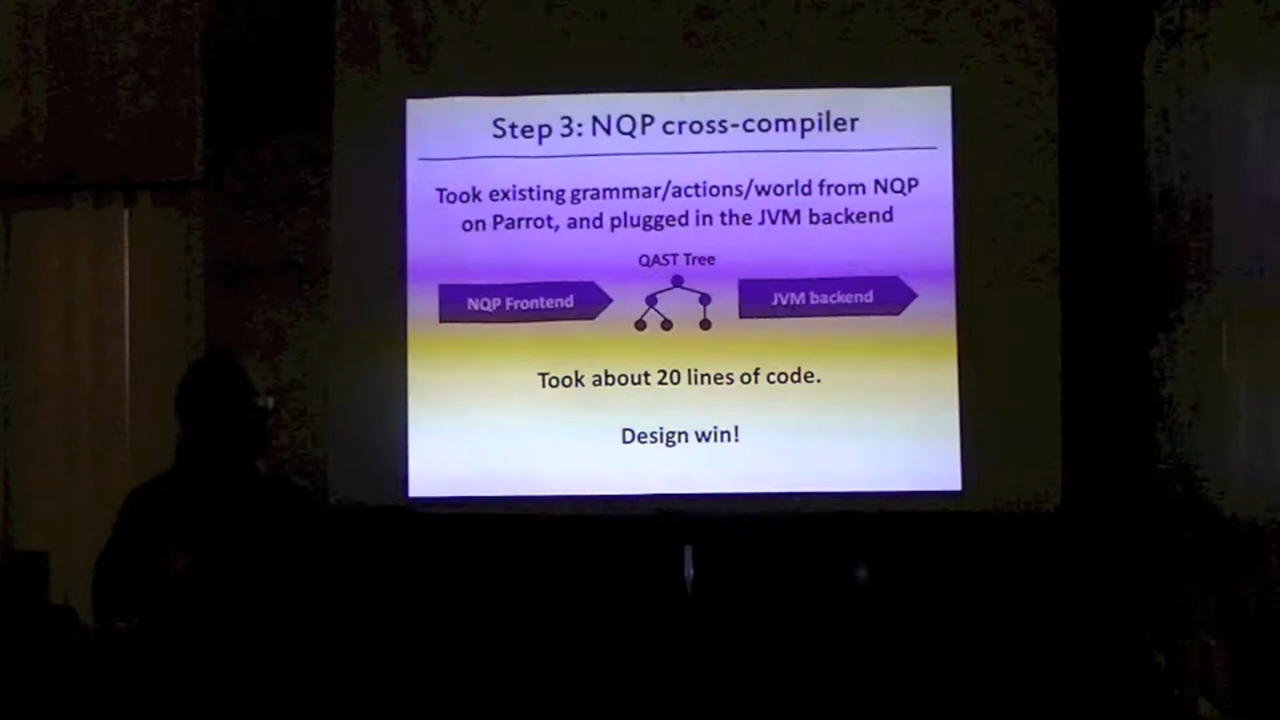 Step 3: NQP cross-compiler
Took existing grammar/actions/world from NQP
on Parrot, and plugged in the JVM backend
QAST Tree
NQP Frontend
JVM backend
Took about 20 lines of code.
Design win!